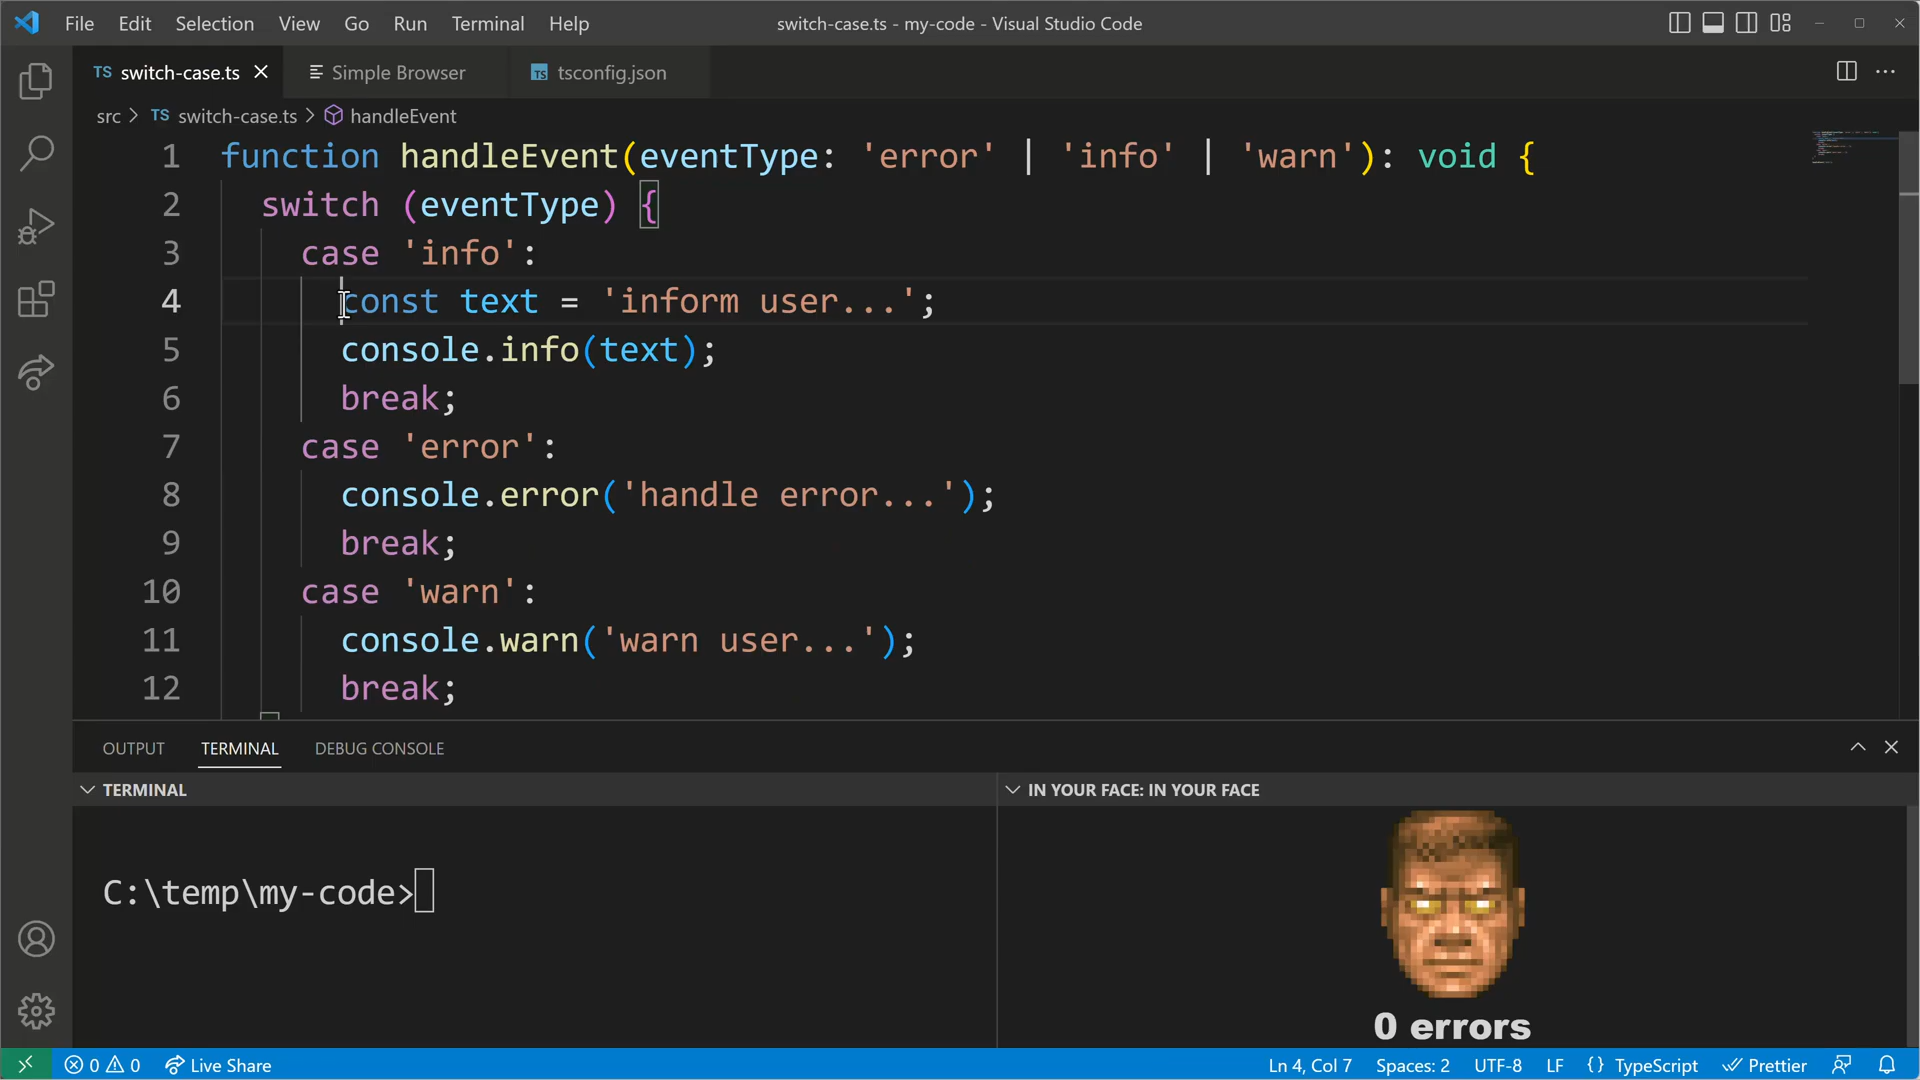 File Edit Selection View Go Run Terminal Help switch-case.ts - my-code - Visual Studio Code
TS switch-case.ts Simple Browser TS tsconfig.json
src > TS switch-case.ts > handleEvent
1 function handleEvent(eventType: 'error' | 'info' | 'warn'): void {
2 switch (eventType) {
3 case 'info':
4 const text = 'inform user...';
5 console.info(text);
6 break;
7 case 'error':
8 console.error('handle error...');
9 break;
10 case 'warn':
11 console.warn('warn user...');
12 break;
OUTPUT TERMINAL DEBUG CONSOLE
TERMINAL IN YOUR FACE: IN YOUR FACE
C:\temp\my-code>
0 errors
0 0 Live Share Ln 4, Col 7 Spaces: 2 UTF-8 LF {} TypeScript Prettier